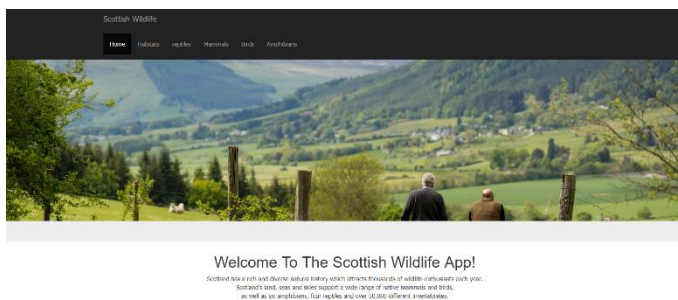 Scottish Wildlife
Home Habitats reptiles Mammals Birds Amphibians
Welcome To The Scottish Wildlife App!
Scotland has a rich and diverse natural history which attracts thousands of wildlife enthusiasts each year.
Scotland's land, seas and skies support a wide range of native mammals and birds,
as well as six amphibians, four reptiles and over 10,000 different invertebrates.